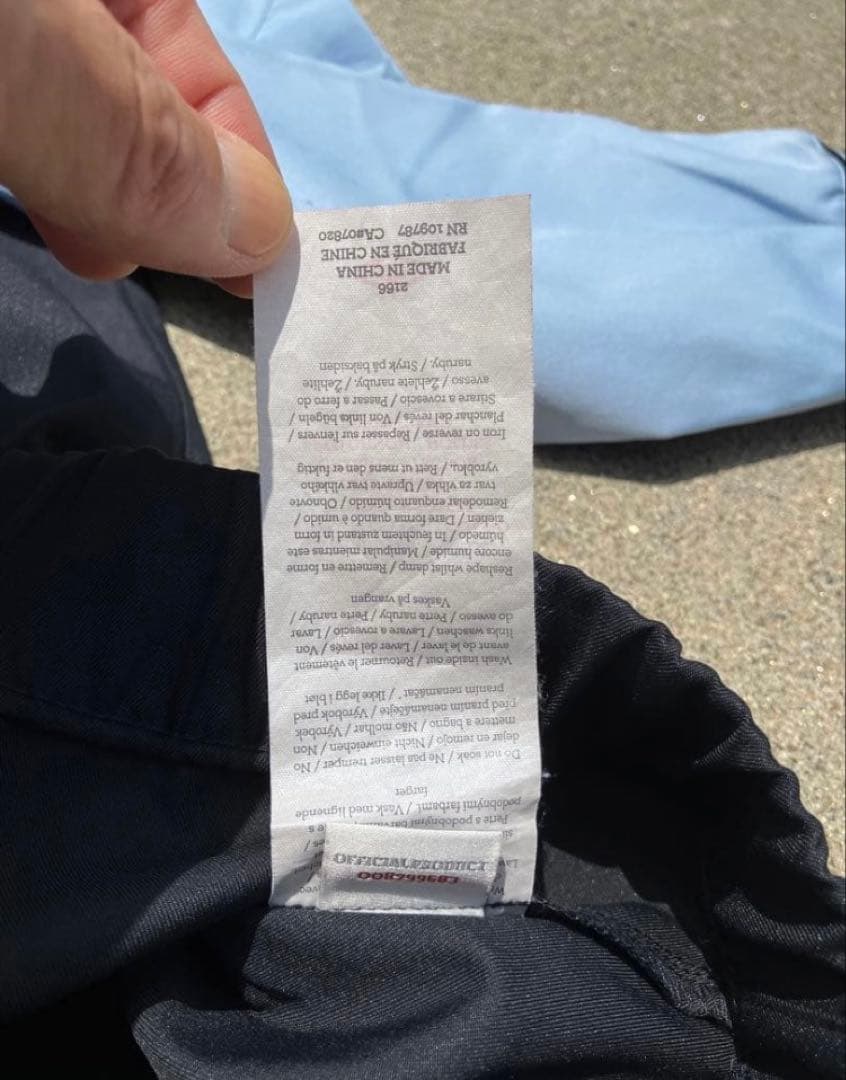 OFFICIAL PRODUCT
Perte s podobnými
podobnými farbami. / Vask med lignende
farger
Do not soak / Ne pas laisser tremper / No
dejar en remojo / Nicht einweichen / Non
mettere a bagno / Não molhar / Výrobek
před praním nenamáčejte / Výrobok pred
praním nenamáčať / Ikke legg i bløt
Wash inside out / Retourner le vêtement
avant de le laver / Laver del revés / Von
links waschen / Lavare a rovescio / Lavar
do avesso / Perte naruby / Perte naruby /
Vaskes på vrangen
Reshape whilst damp / Remettre en forme
encore humide / Manipular mientras esté
húmedo / In feuchtem zustand in form
ziehen / Dare forma quando è umido /
Remodelar enquanto húmido / Obnovte
tvar za vlhka / Upravte tvar vlhkého
výrobku. / Rett ut mens den er fuktig
Iron on reverse / Repasser sur l'envers /
Planchar del revés / Von links bügeln /
Stirare a rovescio / Passar a ferro do
avesso / Žehlete naruby. / Žehlite
naruby. / Stryk på baksiden
2166
MADE IN CHINA
FABRIQUÉ EN CHINE
RN 109787 CA#07820